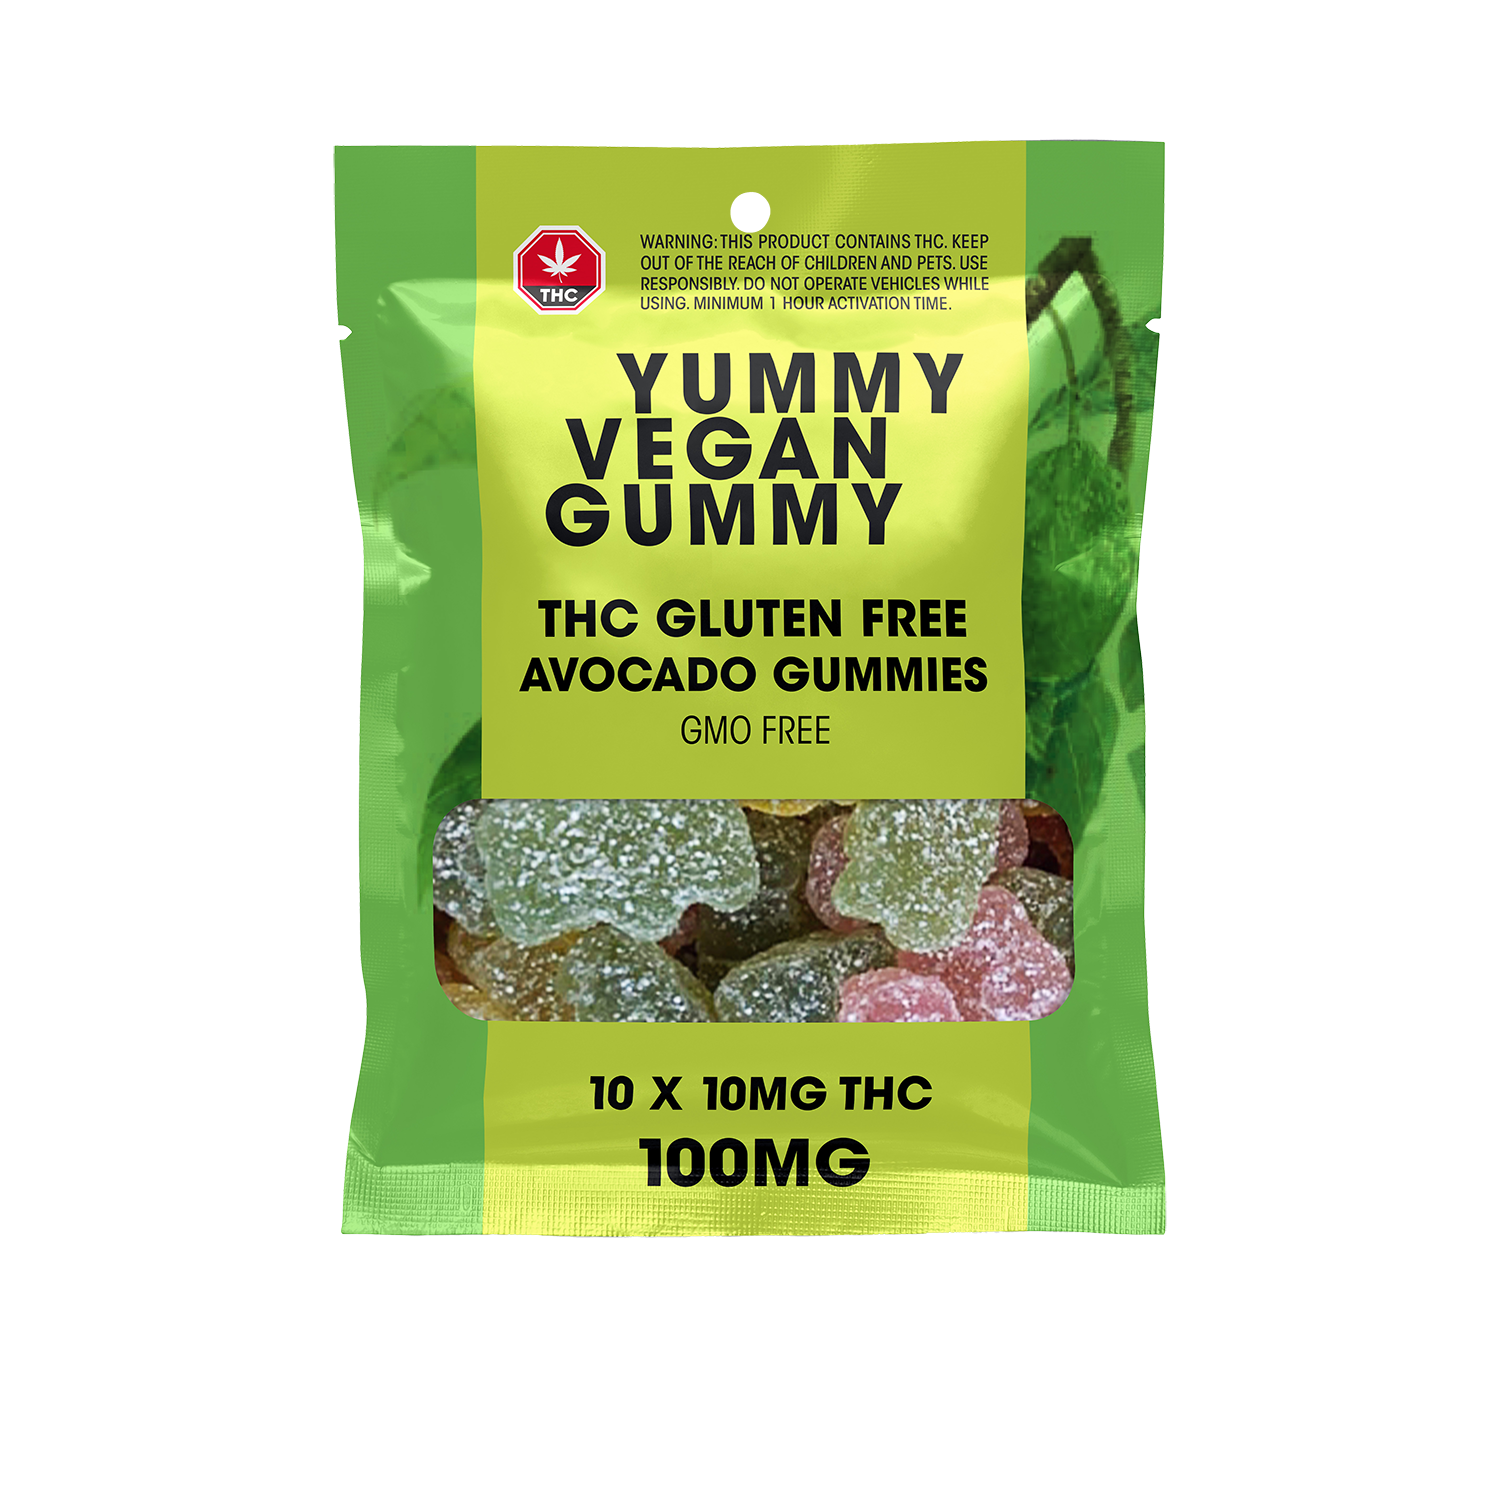 THC
WARNING: THIS PRODUCT CONTAINS THC. KEEP
OUT OF THE REACH OF CHILDREN AND PETS. USE
RESPONSIBLY. DO NOT OPERATE VEHICLES WHILE
USING. MINIMUM 1 HOUR ACTIVATION TIME.
YUMMY
VEGAN
GUMMY
THC GLUTEN FREE
AVOCADO GUMMIES
GMO FREE
10 X 10MG THC
100MG